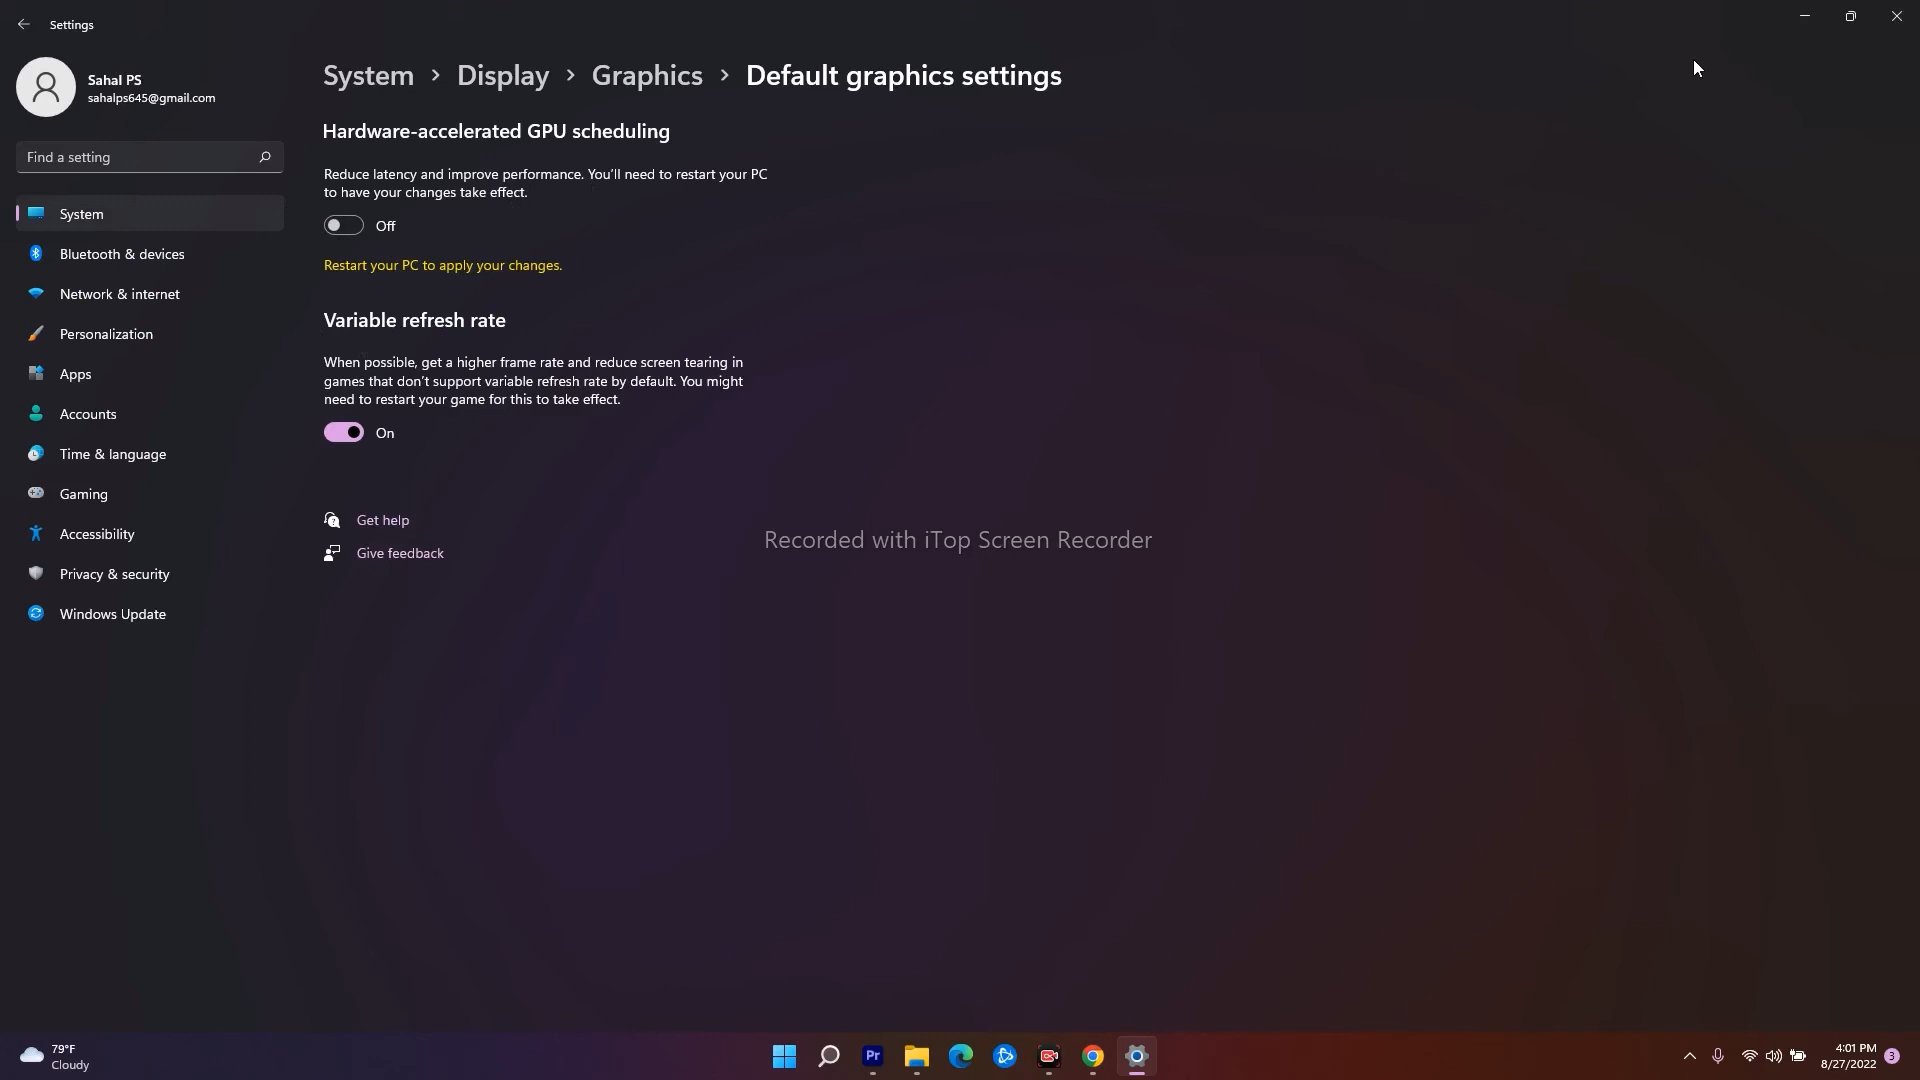 Settings
Sahal PS
sahalps645@gmail.com
Find a setting
System
Bluetooth & devices
Network & internet
Personalization
Apps
Accounts
Time & language
Gaming
Accessibility
Privacy & security
Windows Update
System > Display > Graphics > Default graphics settings
Hardware-accelerated GPU scheduling
Reduce latency and improve performance. You'll need to restart your PC
to have your changes take effect.
Off
Restart your PC to apply your changes.
Variable refresh rate
When possible, get a higher frame rate and reduce screen tearing in
games that don't support variable refresh rate by default. You might
need to restart your game for this to take effect.
On
Get help
Give feedback
Recorded with iTop Screen Recorder
79°F
Cloudy
Pr
4:01 PM
8/27/2022
3